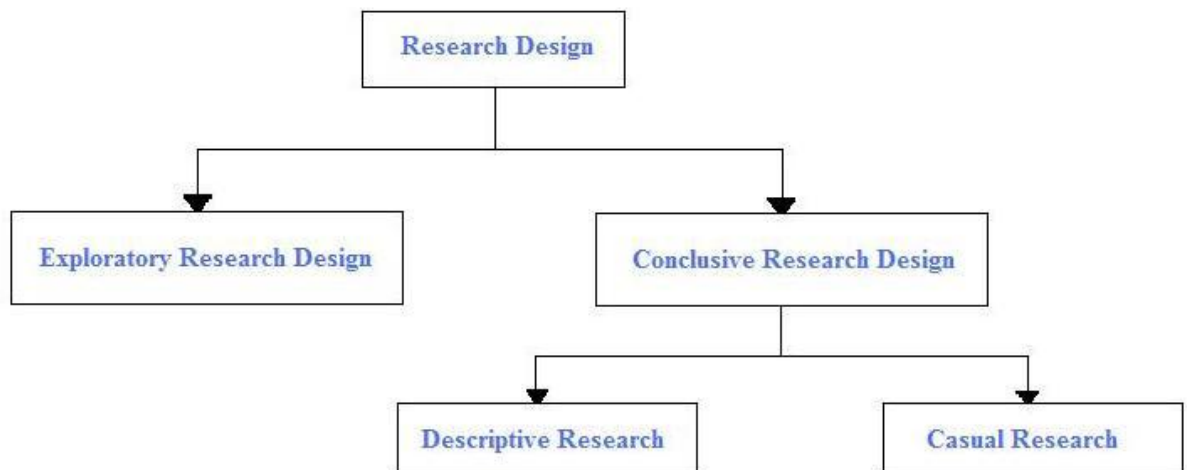 Research Design
Exploratory Research Design
Conclusive Research Design
Descriptive Research
Casual Research